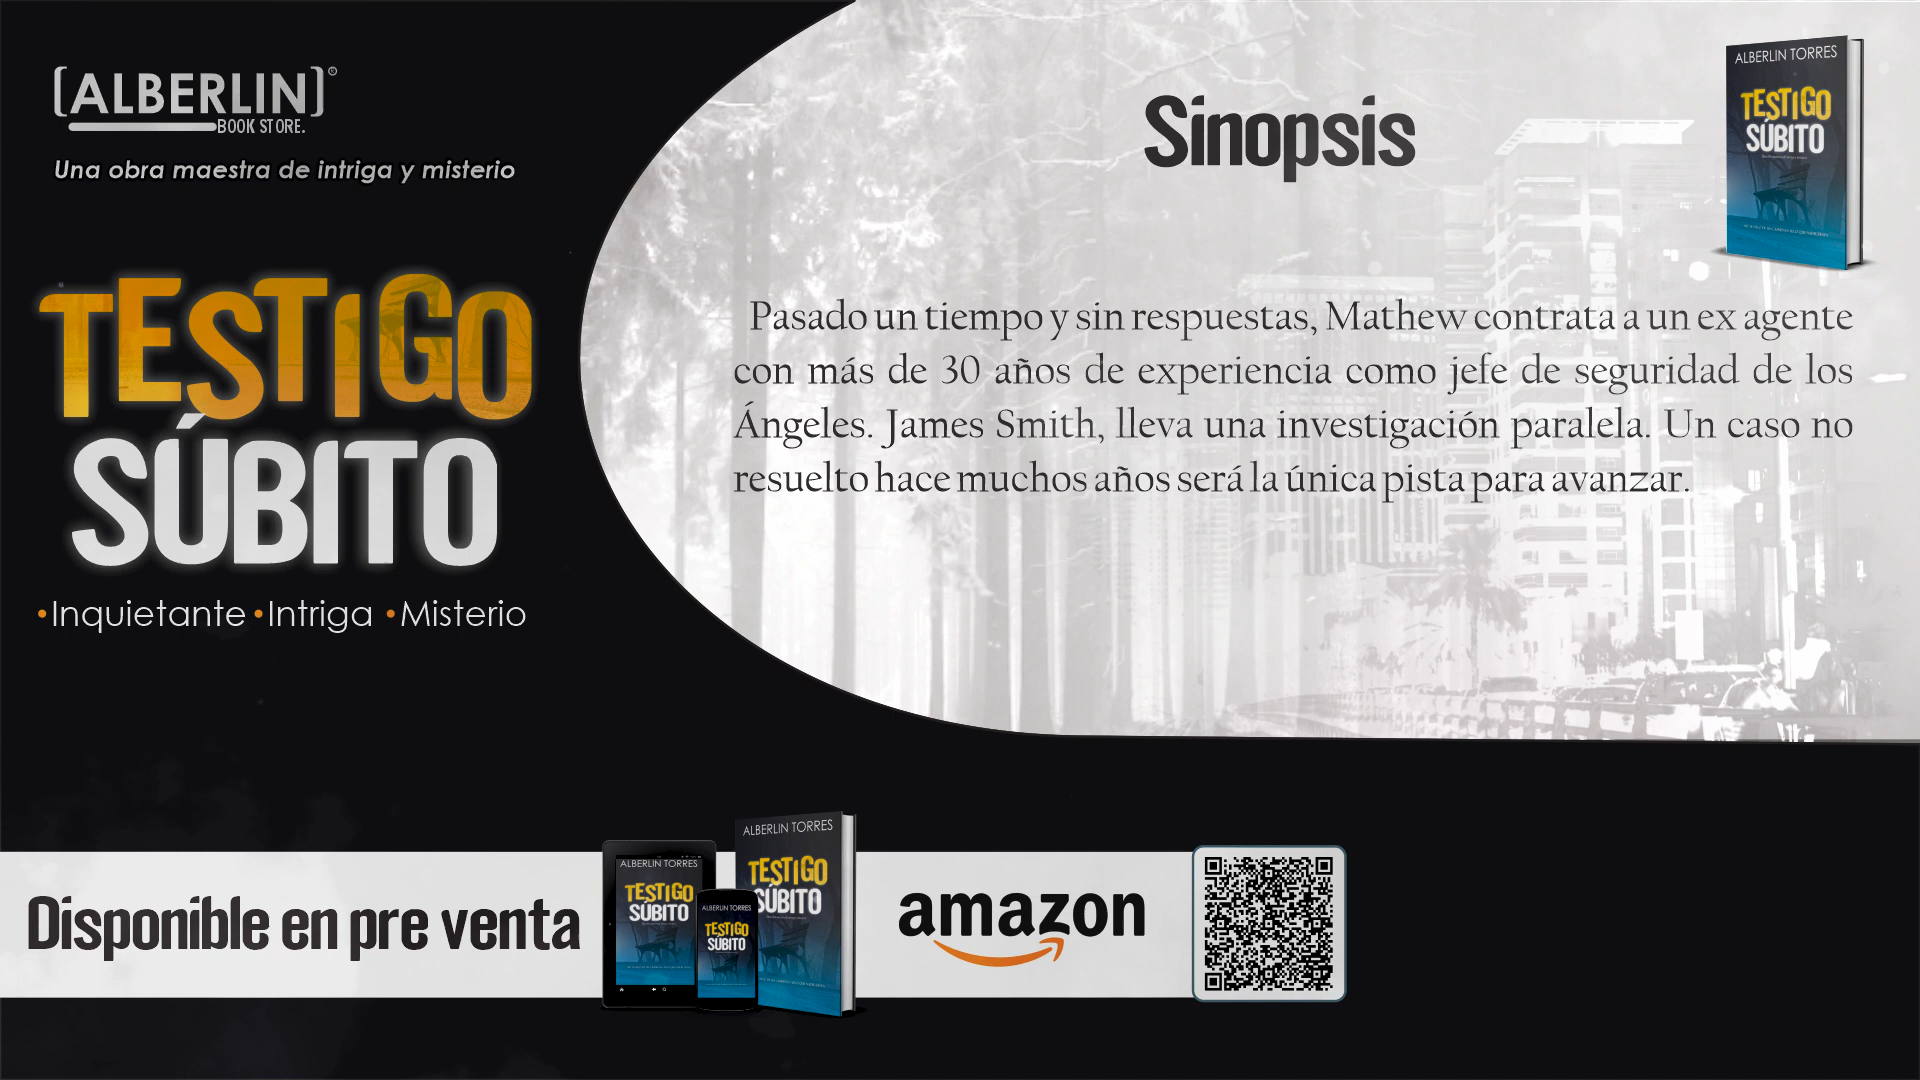 [ALBERLIN]®
BOOK STORE.
Una obra maestra de intriga y misterio
TESTIGO
SÚBITO
•Inquietante •Intriga •Misterio
Sinopsis
ALBERLIN TORRES
TESTIGO
SÚBITO
Pasado un tiempo y sin respuestas, Mathew contrata a un ex agente
con más de 30 años de experiencia como jefe de seguridad de los
Ángeles. James Smith, lleva una investigación paralela. Un caso no
resuelto hace muchos años será la única pista para avanzar.
Disponible en pre venta
ALBERLIN TORRES
TESTIGO
SÚBITO
ALBERLIN TORRES
TESTIGO
SÚBITO
ALBERLIN TORRES
TESTIGO
SÚBITO
amazon